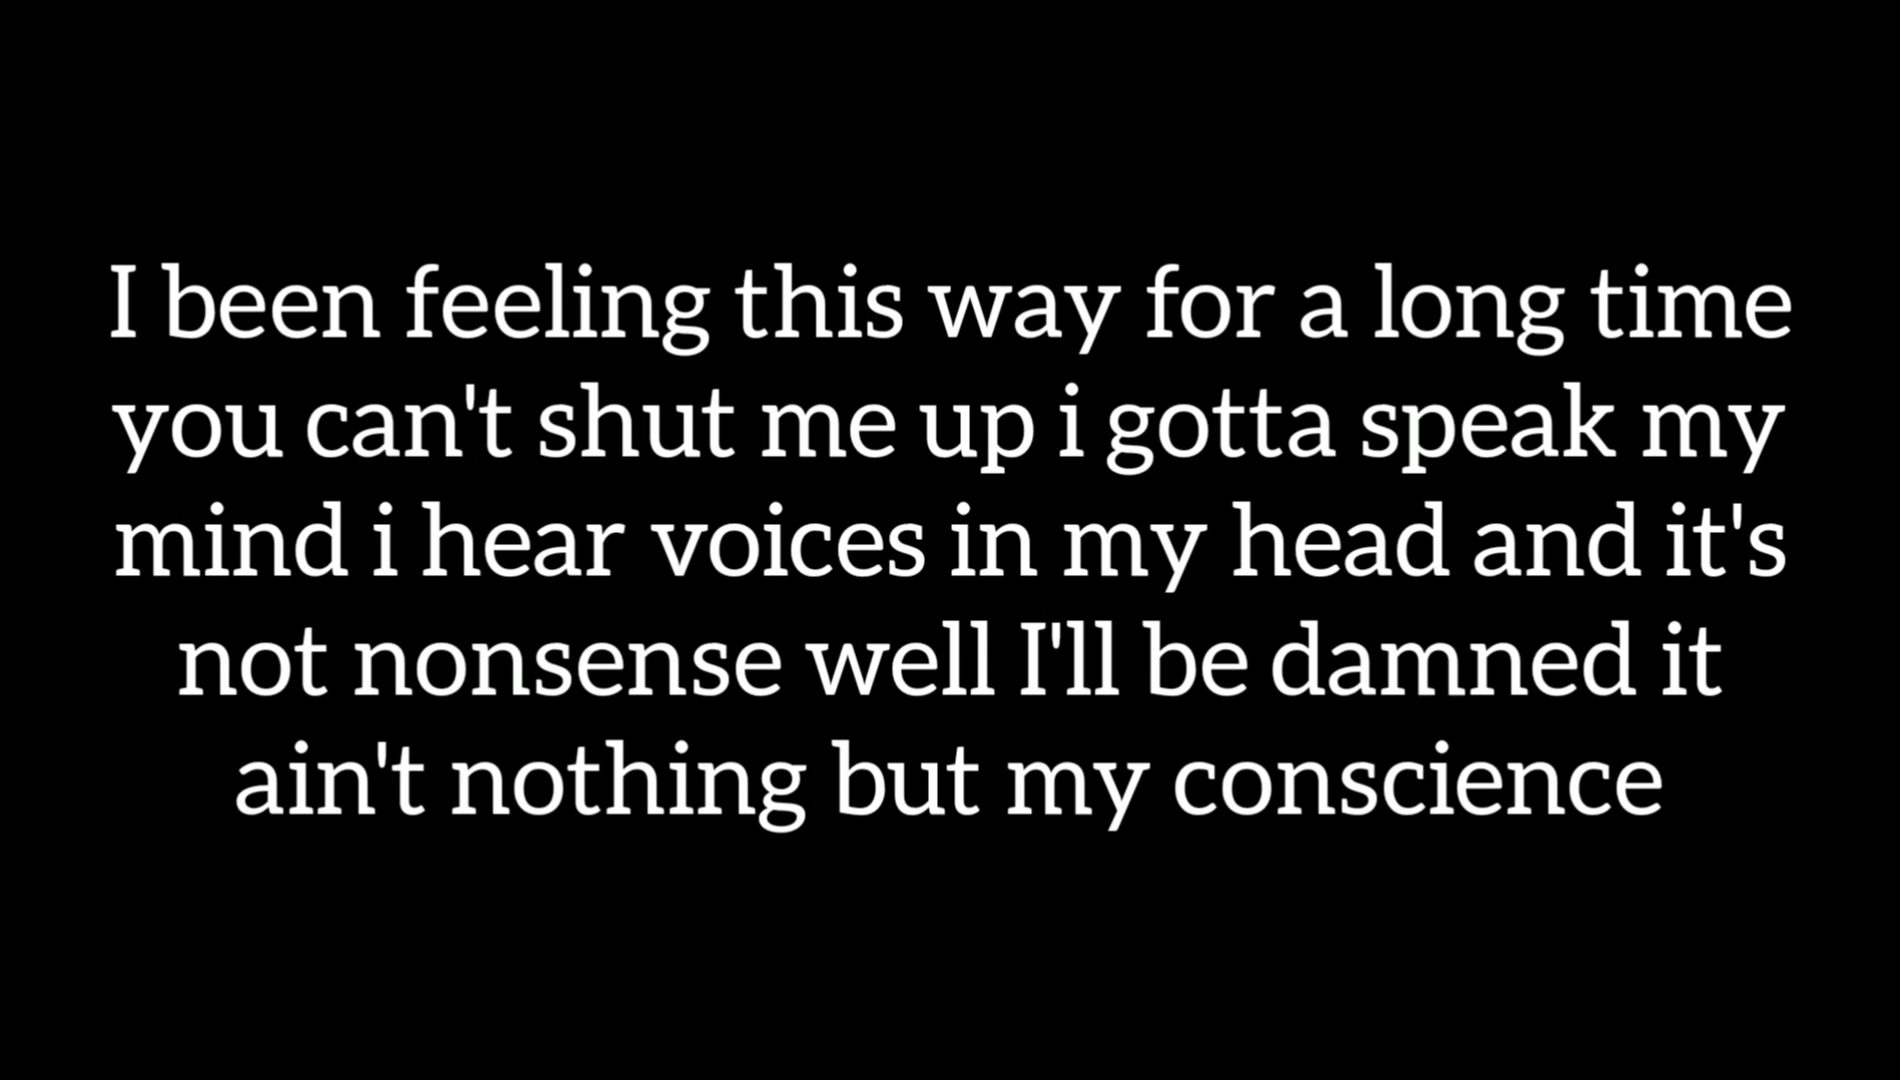 I been feeling this way for a long time
you can't shut me up i gotta speak my
mind i hear voices in my head and it's
not nonsense well I'll be damned it
ain't nothing but my conscience